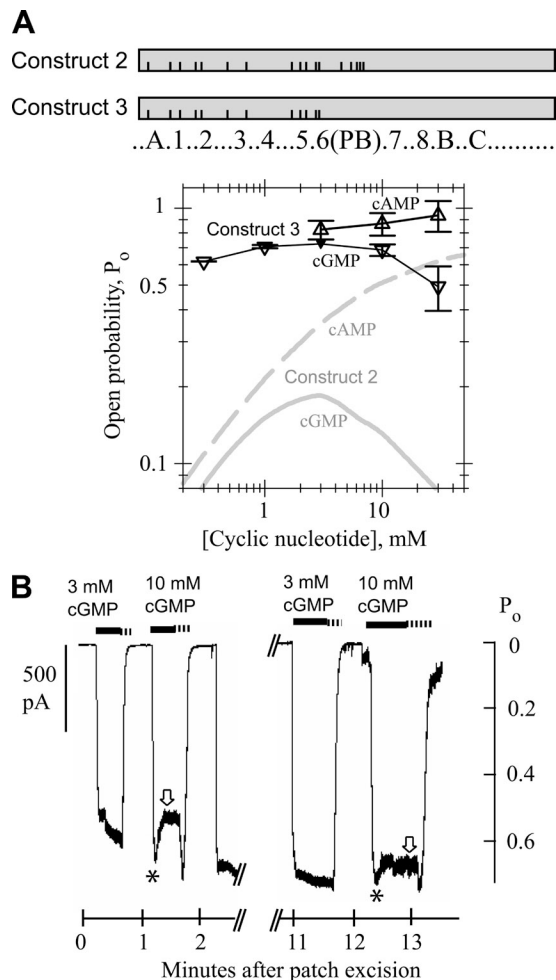 A
Construct 2
Construct 3
..A.1..2...3..4...5.6(PB).7..8.B..C..........
1
0.5
0.1
Open probability, Pₒ
cAMP
Construct 3
cGMP
cAMP
Construct 2
cGMP
1
10
[Cyclic nucleotide], mM
B
3 mM
cGMP
10 mM
cGMP
3 mM
cGMP
10 mM
cGMP
Pₒ
500
pA
0
0.2
0.4
0.6
*
*
0
1
2
11
12
13
Minutes after patch excision